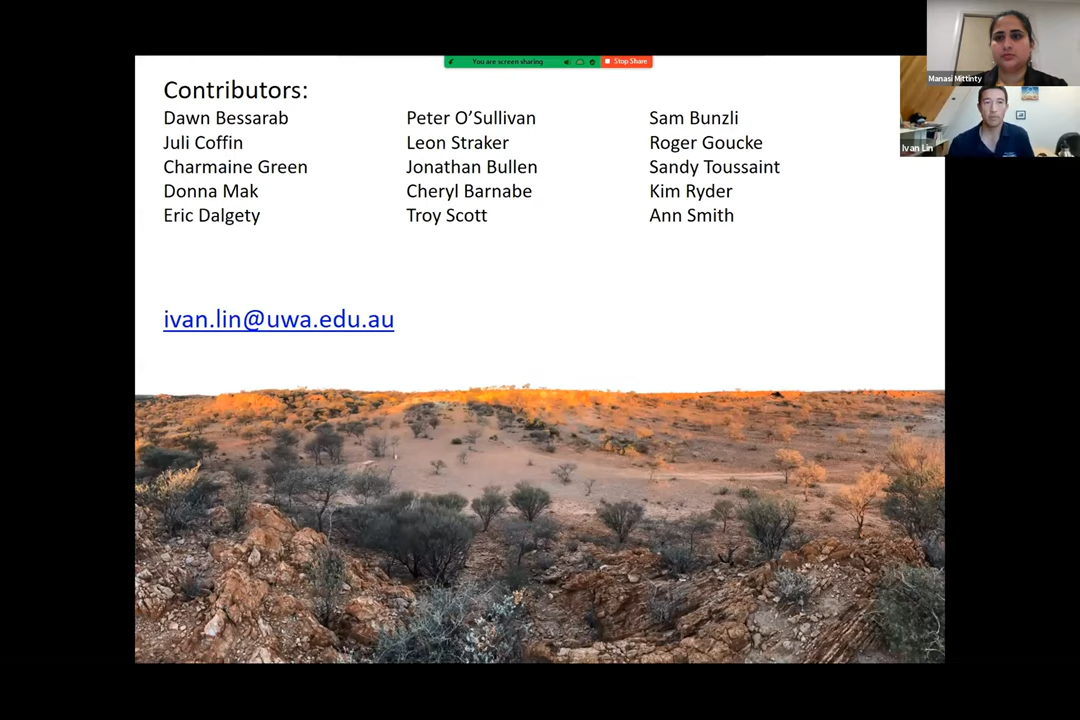 You are screen sharing
Stop Share
Manasi Mittinty
Ivan Lin
Contributors:
Dawn Bessarab
Juli Coffin
Charmaine Green
Donna Mak
Eric Dalgety
Peter O’Sullivan
Leon Straker
Jonathan Bullen
Cheryl Barnabe
Troy Scott
Sam Bunzli
Roger Goucke
Sandy Toussaint
Kim Ryder
Ann Smith
ivan.lin@uwa.edu.au